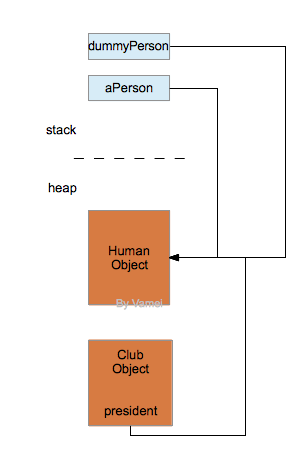 dummyPerson
aPerson
stack
heap
Human
Object
By Vamei
Club
Object
president